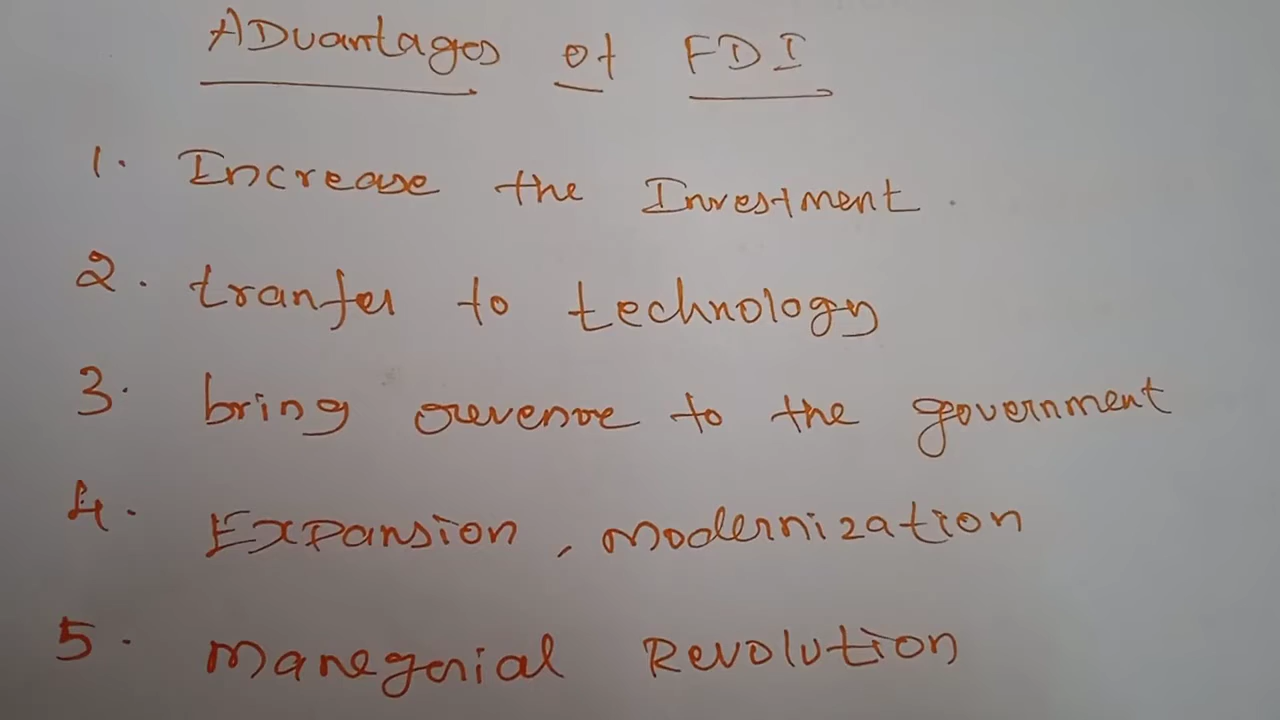 ADvantages of FDI
1. Increase the Investment.
2. tranfer to technology
3. bring revenue to the government
4. Expansion, modernization
5. Manegerial Revolution